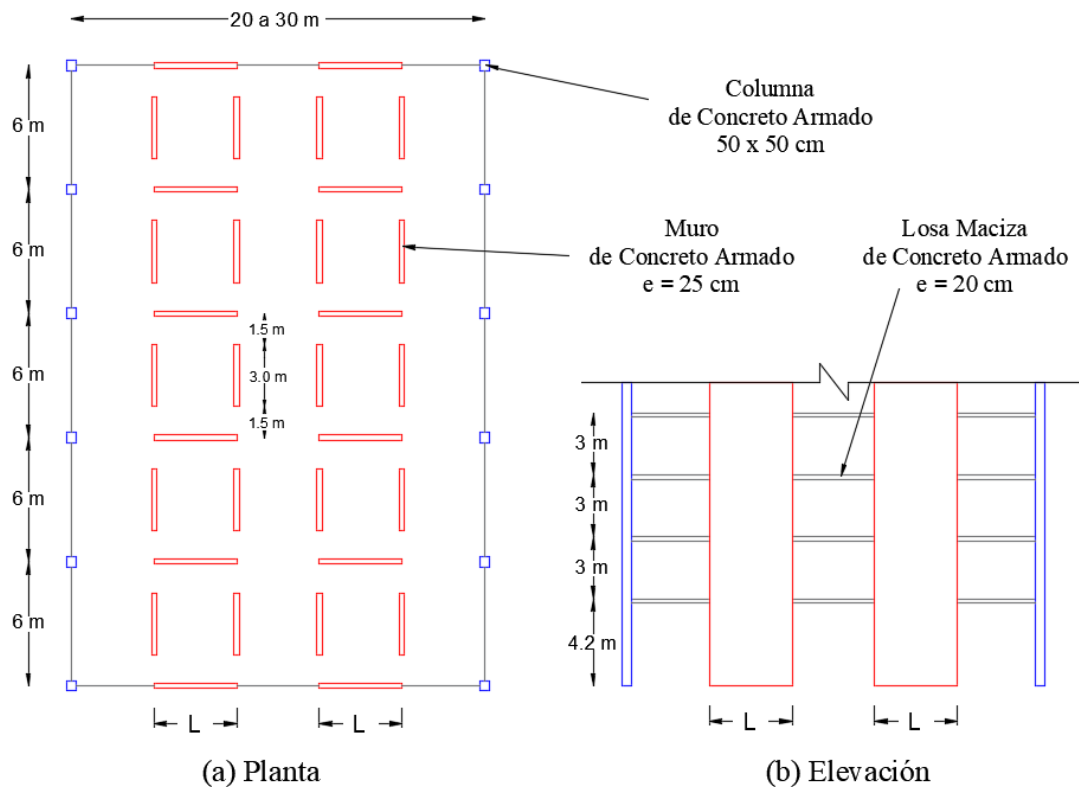 20 a 30 m
6 m
6 m
6 m
6 m
6 m
1.5 m
3.0 m
1.5 m
L
L
(a) Planta
Columna
de Concreto Armado
50 x 50 cm
Muro
de Concreto Armado
e = 25 cm
Losa Maciza
de Concreto Armado
e = 20 cm
3 m
3 m
3 m
4.2 m
L
L
(b) Elevación